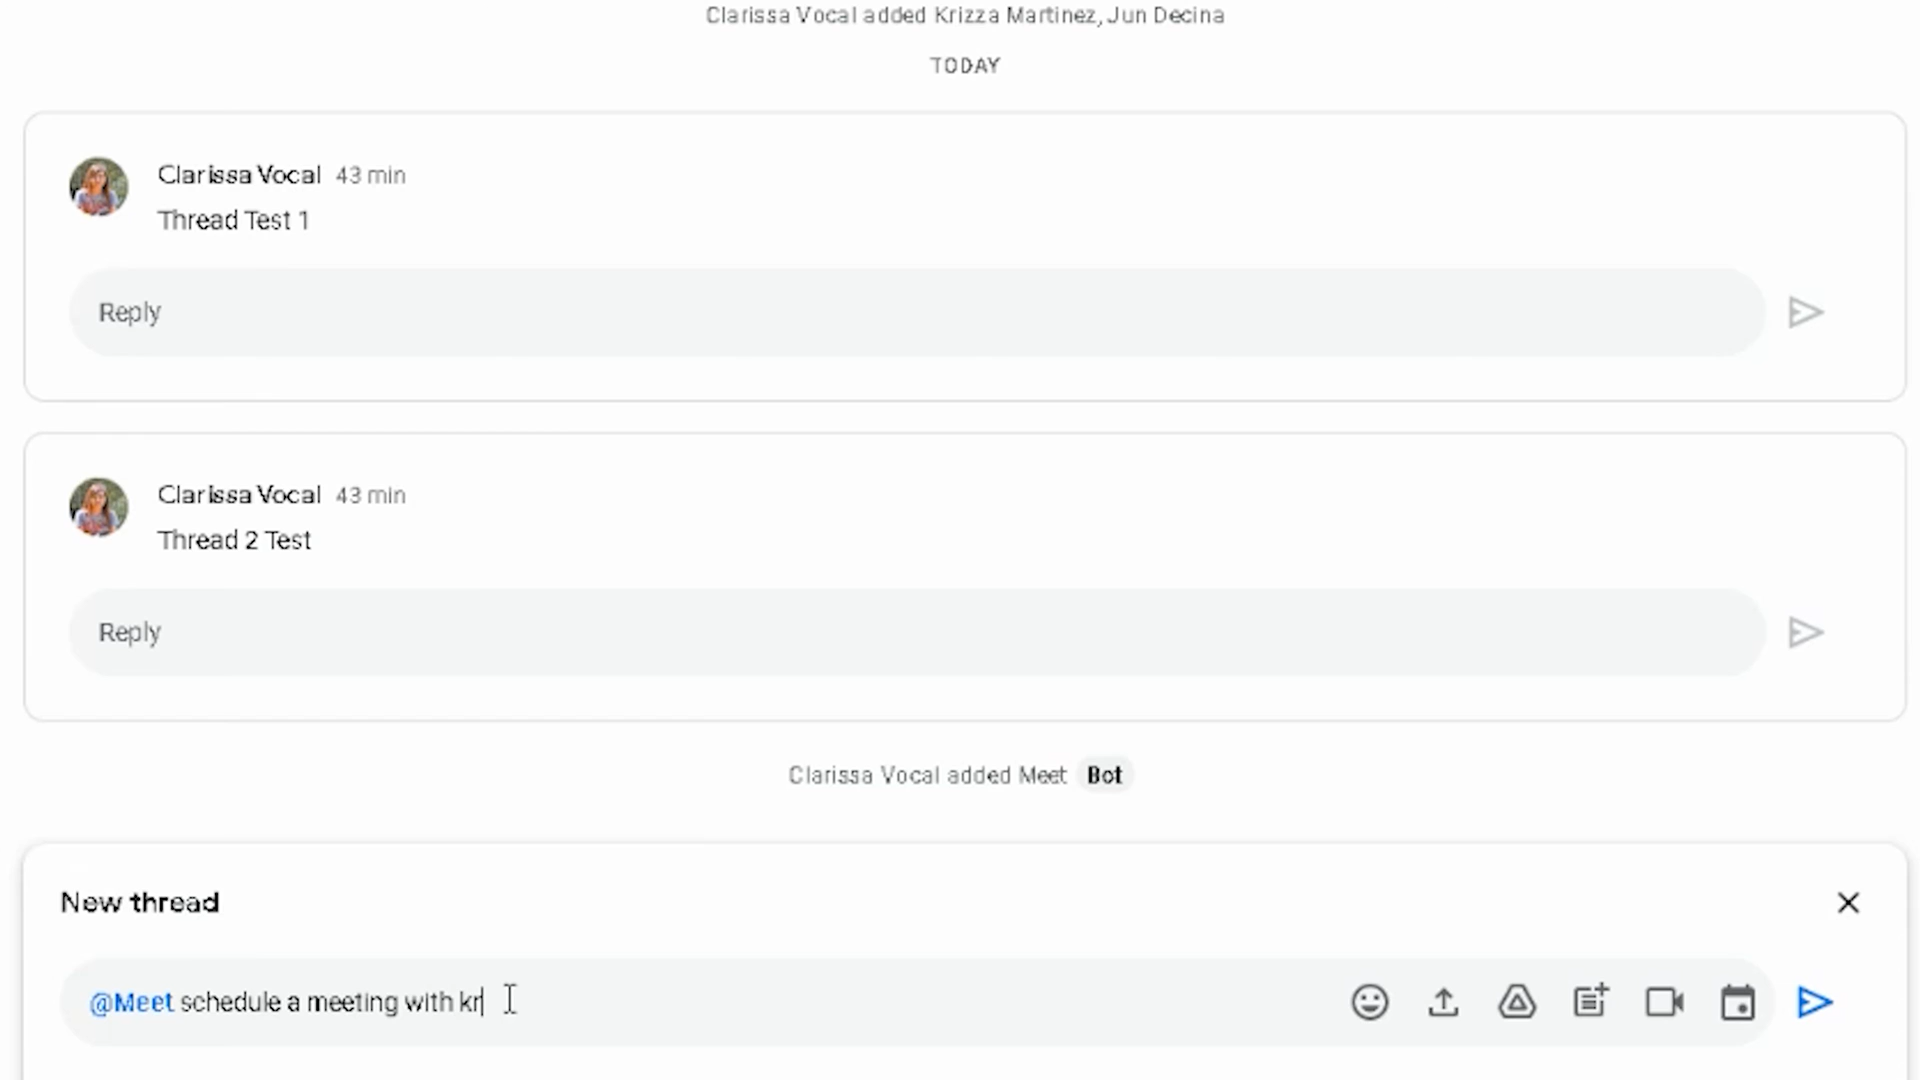 Clarissa Vocal added Krizza Martinez, Jun Decina
TODAY
Clarissa Vocal 43 min
Thread Test 1
Reply
Clarissa Vocal 43 min
Thread 2 Test
Reply
Clarissa Vocal added Meet Bot
New thread
@Meet schedule a meeting with kr